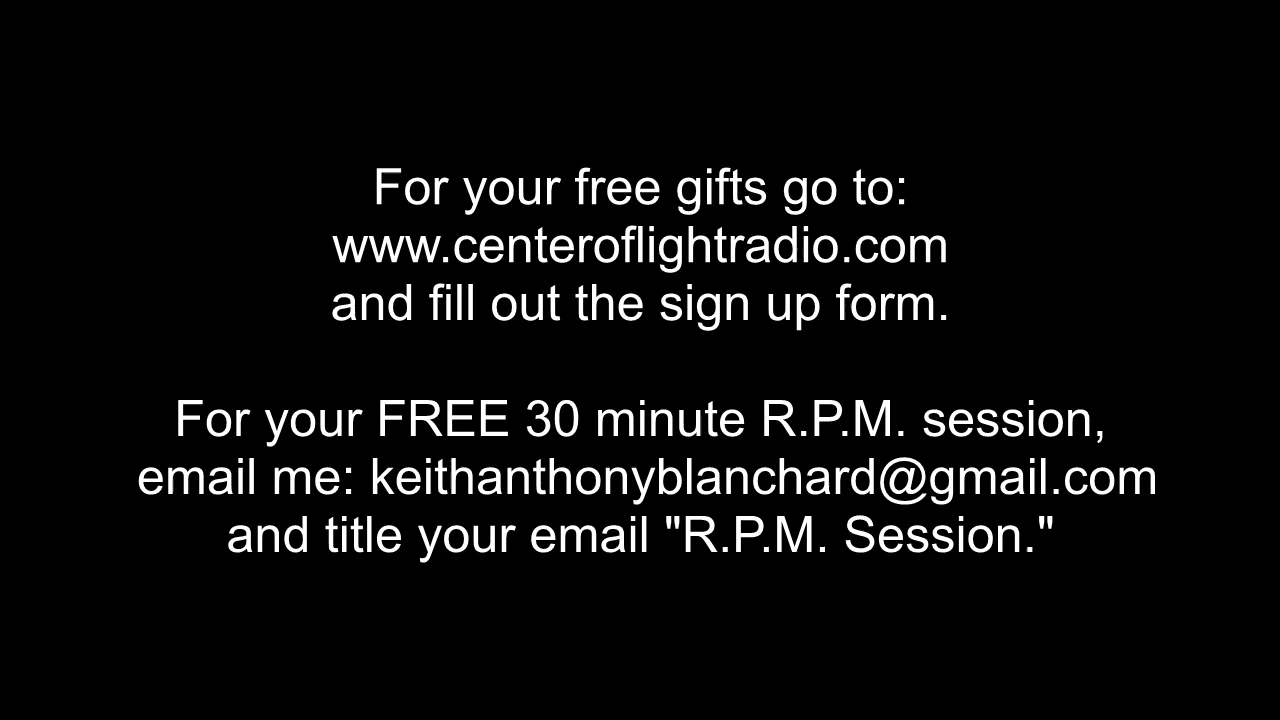 For your free gifts go to:
www.centeroflightradio.com
and fill out the sign up form.
For your FREE 30 minute R.P.M. session,
email me: keithanthonyblanchard@gmail.com
and title your email "R.P.M. Session."